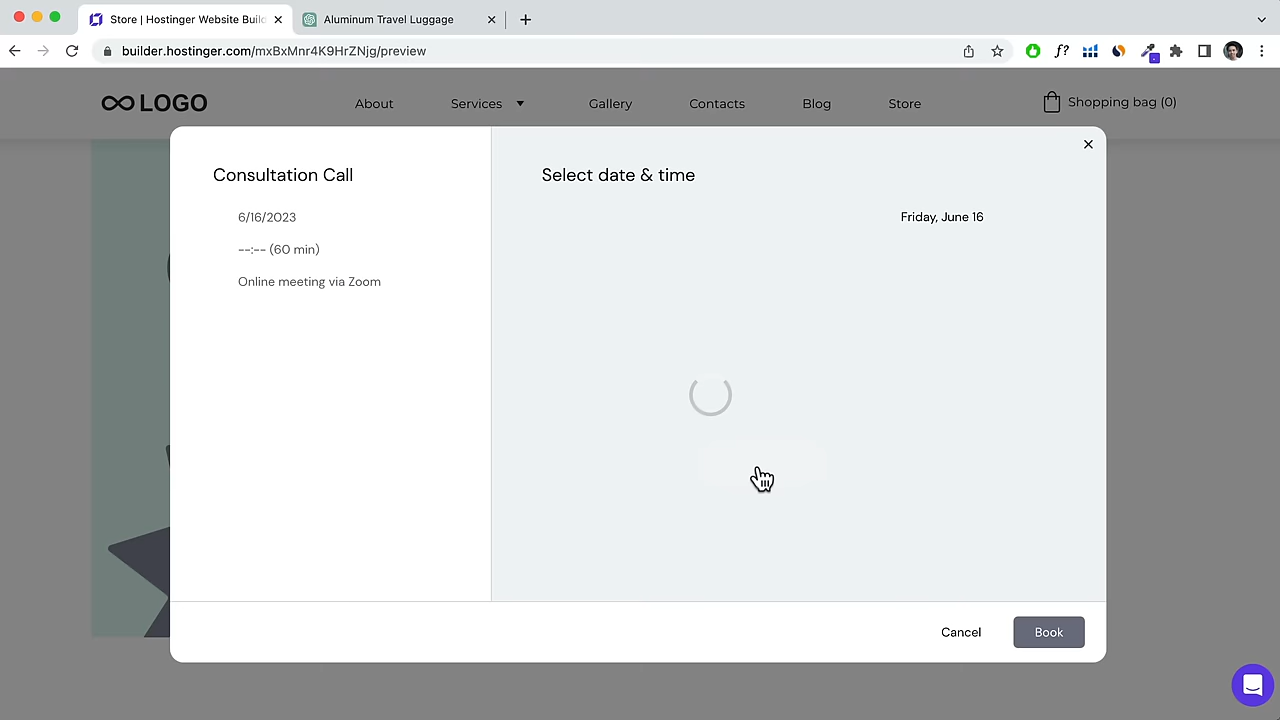 Store | Hostinger Website Buil
Aluminum Travel Luggage
builder.hostinger.com/mxBxMnr4K9HrZNjg/preview
f?
LOGO
About
Services
Gallery
Contacts
Blog
Store
Shopping bag (0)
Consultation Call
6/16/2023
--:-- (60 min)
Online meeting via Zoom
Select date & time
Friday, June 16
Cancel
Book